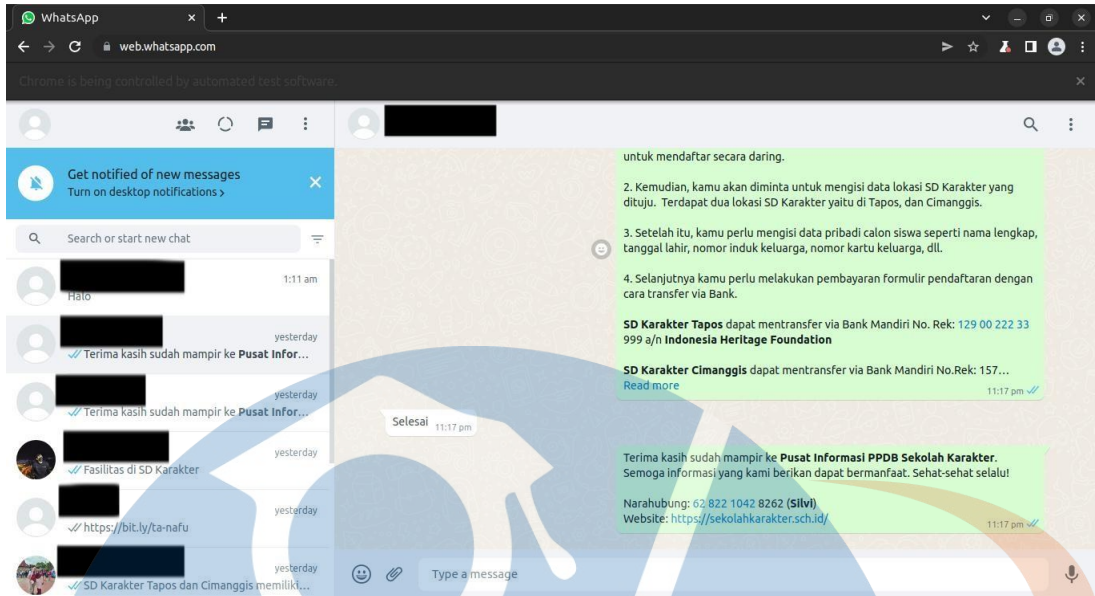 WhatsApp
web.whatsapp.com
Chrome is being controlled by automated test software.
Get notified of new messages
Turn on desktop notifications >
Search or start new chat
1:11 am
Halo
yesterday
Terima kasih sudah mampir ke Pusat Infor...
yesterday
Terima kasih sudah mampir ke Pusat Infor...
yesterday
Fasilitas di SD Karakter
yesterday
https://bit.ly/ta-nafu
yesterday
SD Karakter Tapos dan Cimanggis memiliki...
untuk mendaftar secara daring.
2. Kemudian, kamu akan diminta untuk mengisi data lokasi SD Karakter yang
dituju. Terdapat dua lokasi SD Karakter yaitu di Tapos, dan Cimanggis.
3. Setelah itu, kamu perlu mengisi data pribadi calon siswa seperti nama lengkap,
tanggal lahir, nomor induk keluarga, nomor kartu keluarga, dll.
4. Selanjutnya kamu perlu melakukan pembayaran formulir pendaftaran dengan
cara transfer via Bank.
SD Karakter Tapos dapat mentransfer via Bank Mandiri No. Rek: 129 00 222 33
999 a/n Indonesia Heritage Foundation
SD Karakter Cimanggis dapat mentransfer via Bank Mandiri No.Rek: 157...
Read more
11:17 pm
Selesai 11:17 pm
Terima kasih sudah mampir ke Pusat Informasi PPDB Sekolah Karakter.
Semoga informasi yang kami berikan dapat bermanfaat. Sehat-sehat selalu!
Narahubung: 62 822 1042 8262 (Silvi)
Website: https://sekolahkarakter.sch.id/
11:17 pm
Type a message